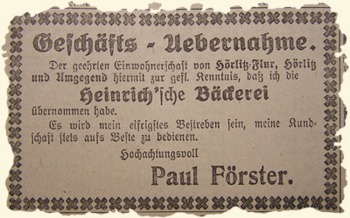 Geschäfts - Uebernahme.
Der geehrten Einwohnerschaft von Hörlitz-Flur, Hörlitz
und Umgegend hiermit zur gefl. Kenntnis, daß ich die
Heinrich'sche Bäckerei
übernommen habe.
Es wird mein eifrigstes Bestreben sein, meine Kund-
schaft stets aufs Beste zu bedienen.
Hochachtungsvoll
Paul Förster.